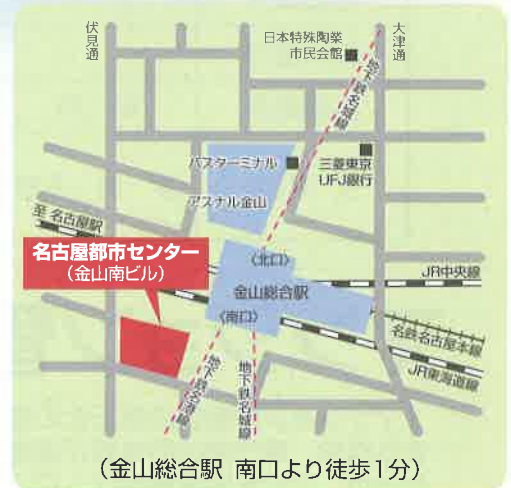 伏見通
大津通
日本特殊陶業
市民会館
地下鉄名城線
バスターミナル
三菱東京
UFJ銀行
アスナル金山
至 名古屋駅
名古屋都市センター
(金山南ビル)
〈北口〉
JR中央線
金山総合駅
〈南口〉
名鉄名古屋本線
JR東海道線
地下鉄名港線
地下鉄名城線
(金山総合駅 南口より徒歩1分)